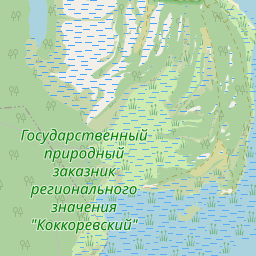 Государственный
природный
заказник
регионального
значения
"Коккоревский"